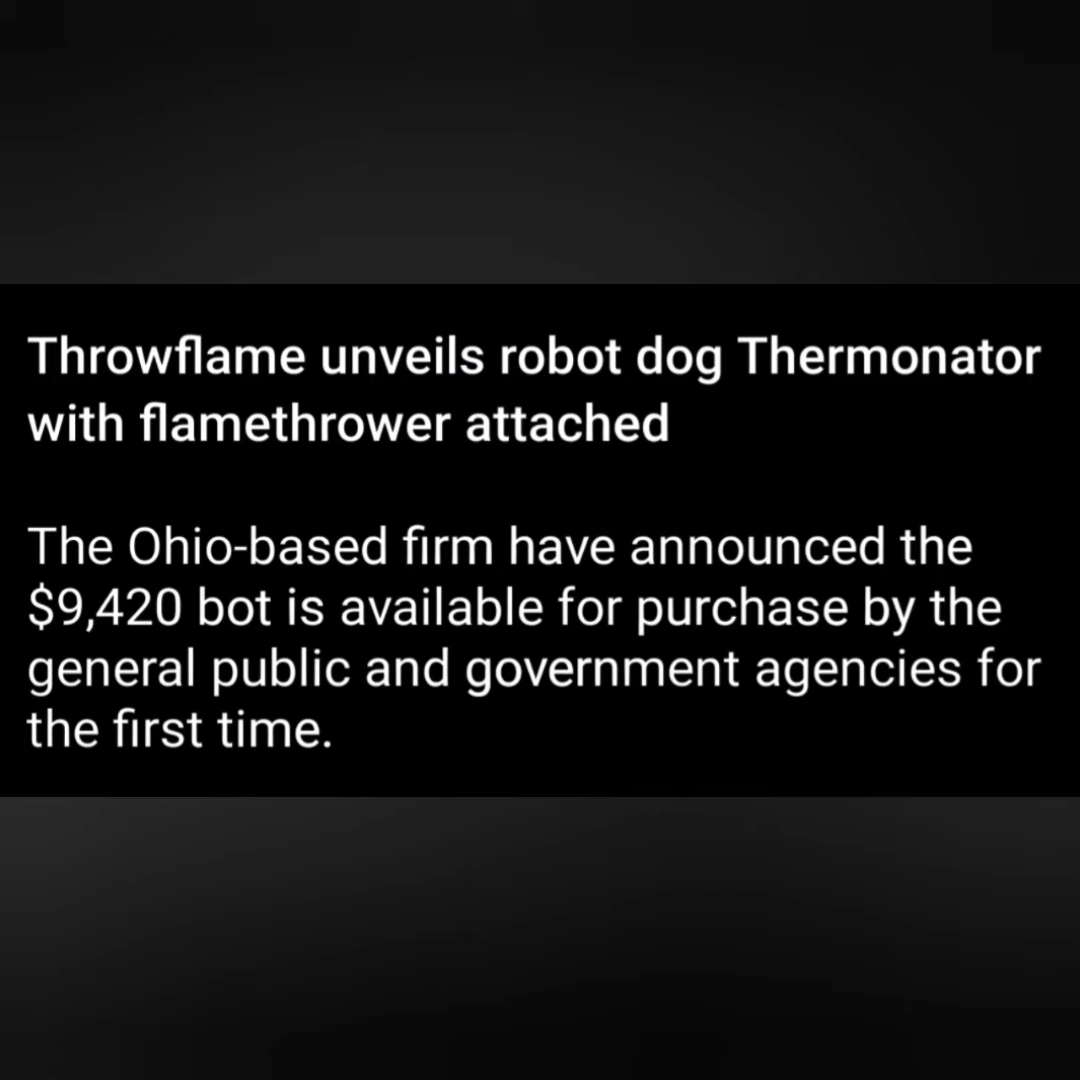 Throwflame unveils robot dog Thermonator
with flamethrower attached
The Ohio-based firm have announced the
$9,420 bot is available for purchase by the
general public and government agencies for
the first time.